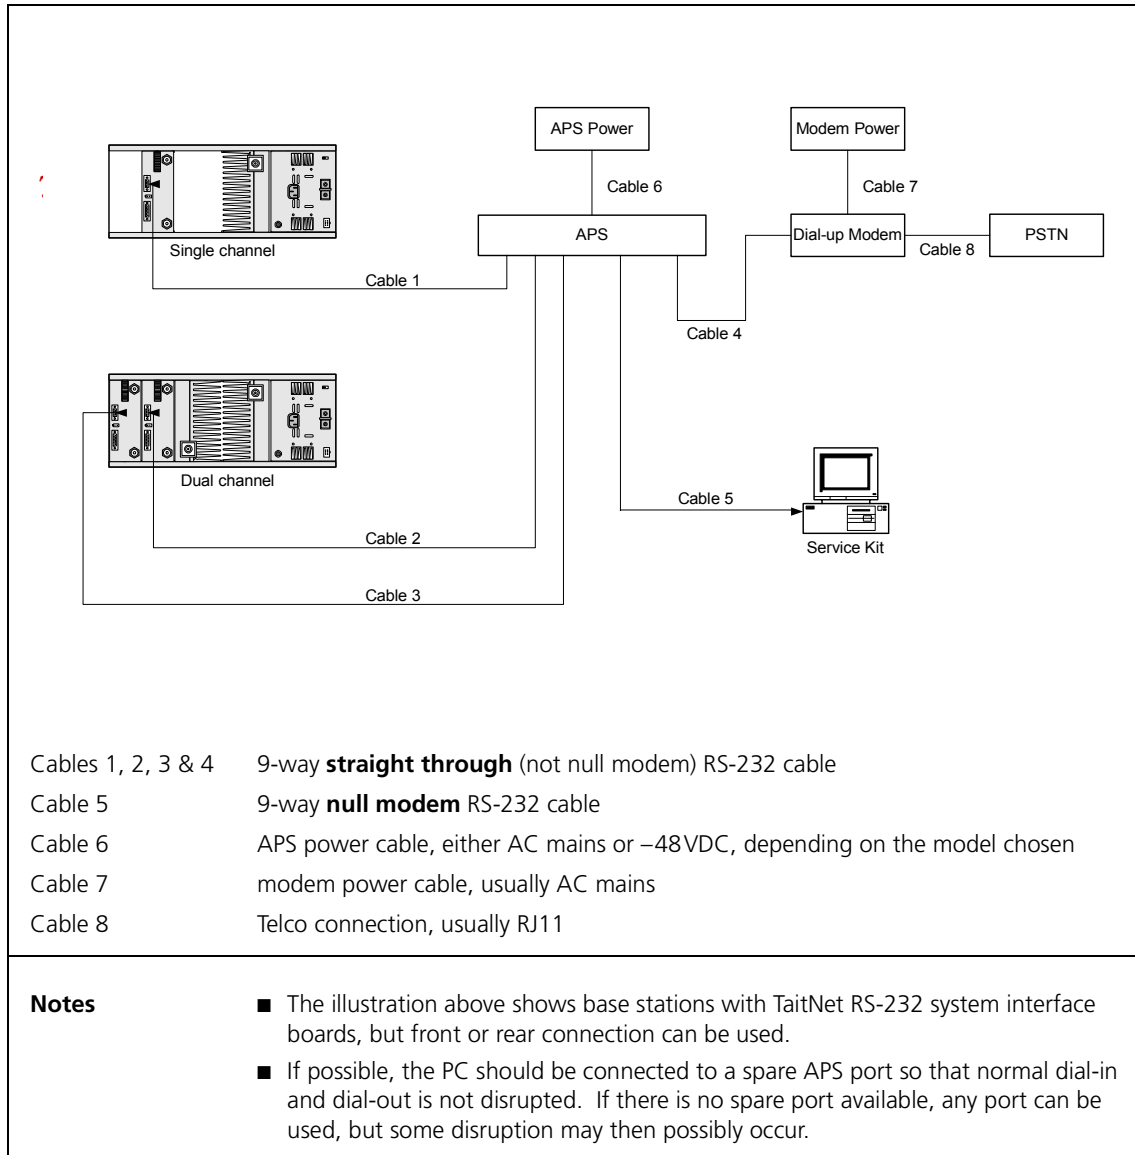 APS Power
Modem Power
Cable 6
Cable 7
APS
Dial-up Modem
Cable 8
PSTN
Single channel
Cable 1
Cable 4
Dual channel
Cable 5
Service Kit
Cable 2
Cable 3
Cables 1, 2, 3 & 4 9-way straight through (not null modem) RS-232 cable
Cable 5 9-way null modem RS-232 cable
Cable 6 APS power cable, either AC mains or –48 VDC, depending on the model chosen
Cable 7 modem power cable, usually AC mains
Cable 8 Telco connection, usually RJ11
Notes ■ The illustration above shows base stations with TaitNet RS-232 system interface
boards, but front or rear connection can be used.
■ If possible, the PC should be connected to a spare APS port so that normal dial-in
and dial-out is not disrupted. If there is no spare port available, any port can be
used, but some disruption may then possibly occur.